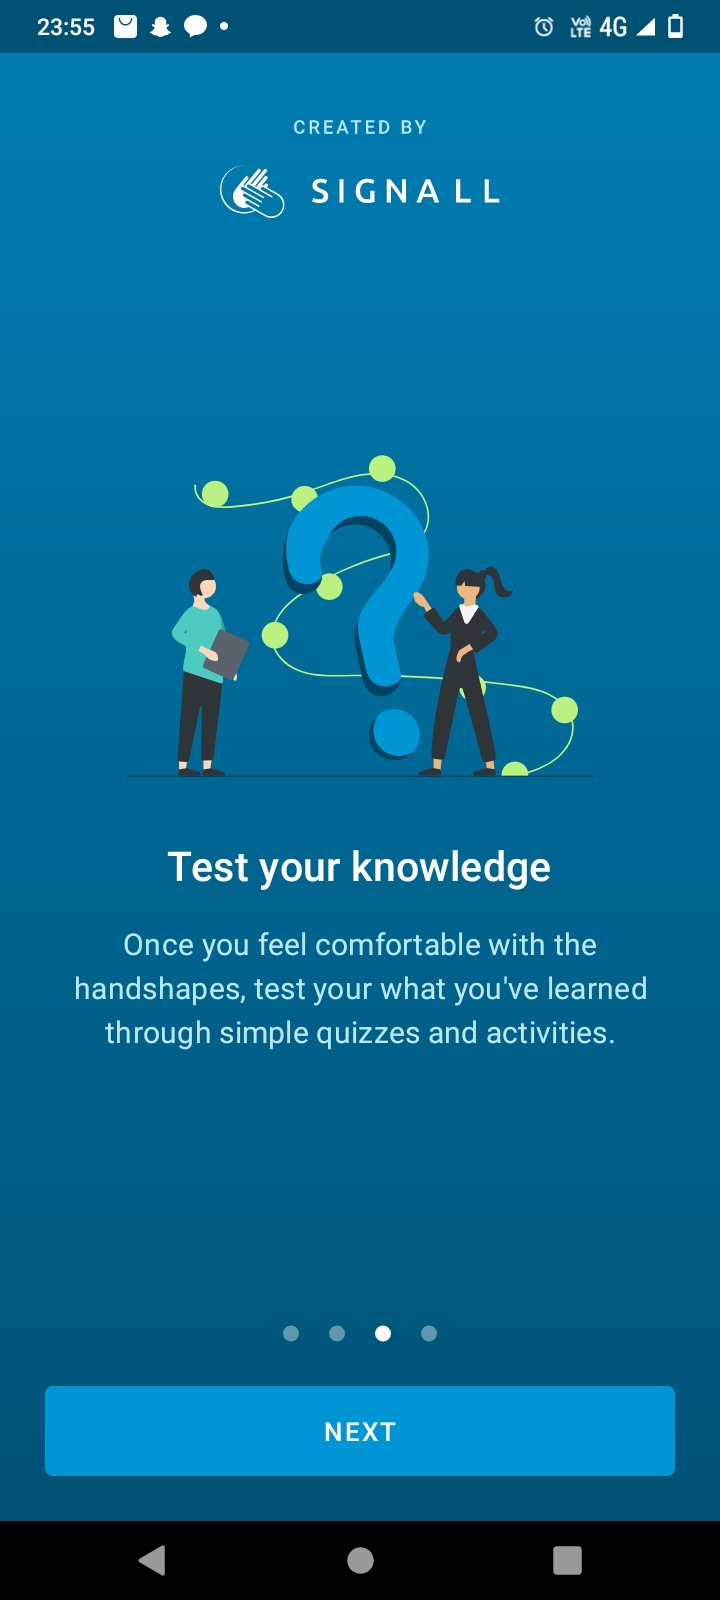 23:55
Vo) LTE 4G
CREATED BY
SIGNALL
Test your knowledge
Once you feel comfortable with the
handshapes, test your what you've learned
through simple quizzes and activities.
NEXT